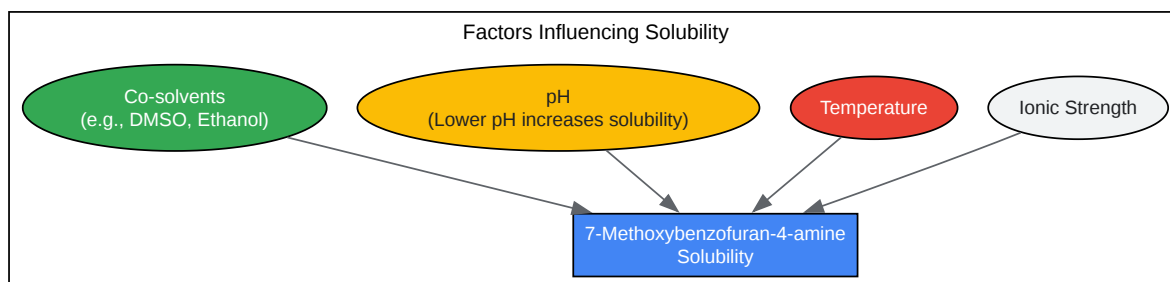 Factors Influencing Solubility
Co-solvents
(e.g., DMSO, Ethanol)
pH
(Lower pH increases solubility)
Temperature
Ionic Strength
7-Methoxybenzofuran-4-amine
Solubility